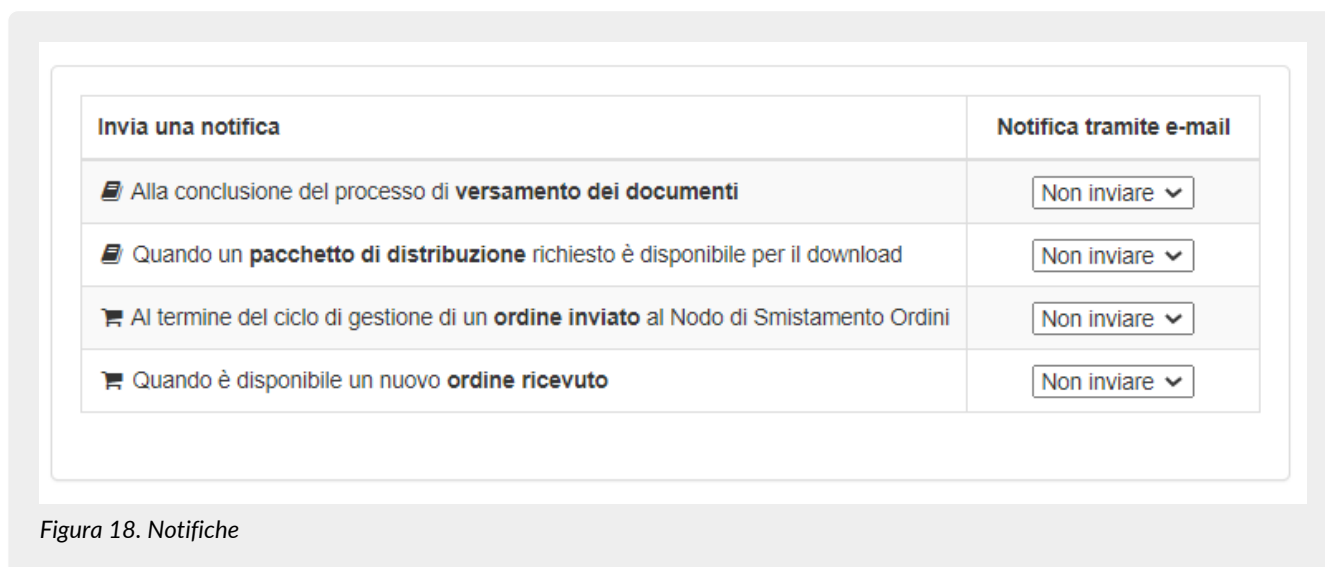 Invia una notifica Notifica tramite e-mail
Alla conclusione del processo di versamento dei documenti Non inviare
Quando un pacchetto di distribuzione richiesto è disponibile per il download Non inviare
Al termine del ciclo di gestione di un ordine inviato al Nodo di Smistamento Ordini Non inviare
Quando è disponibile un nuovo ordine ricevuto Non inviare
Figura 18. Notifiche